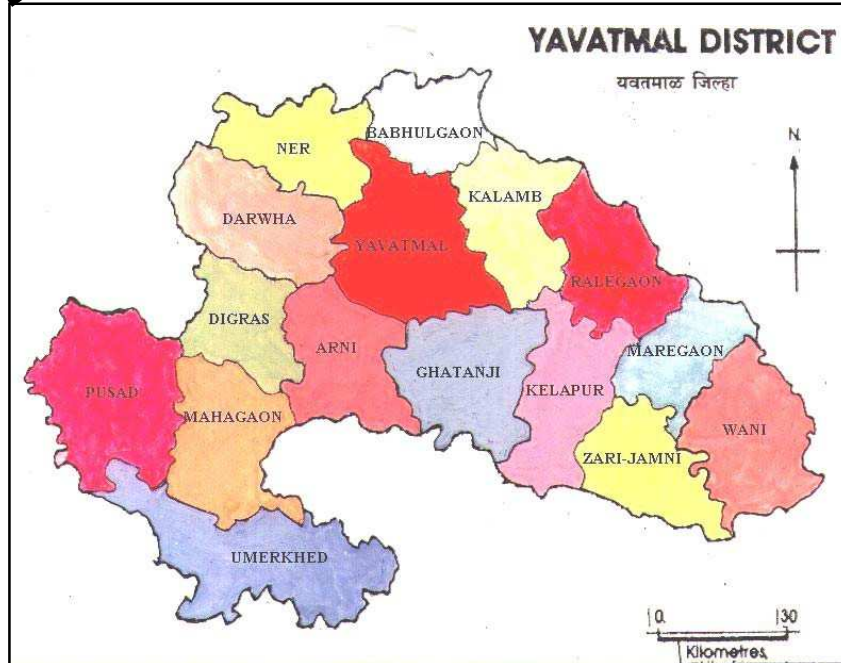 YAVATMAL DISTRICT
यवतमाळ जिल्हा
N
BABHULGAON
NER
KALAMB
DARWHA
YAVATMAL
RALEGAON
DIGRAS
ARNI
MAREGAON
GHATANJI
PUSAD
KELAPUR
MAHAGAON
WANI
ZARI-JAMNI
UMERKHED
0 30
Kilometres